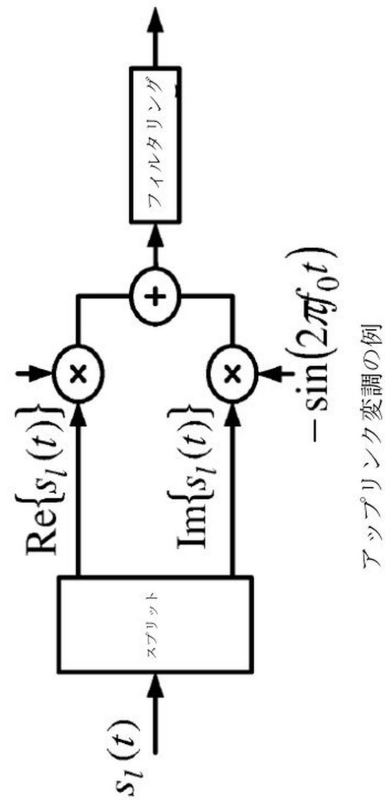 s_l(t)
スプリット
Re{s_l(t)}
Im{s_l(t)}
−sin(2πf₀t)
フィルタリング
アップリンク変調の例